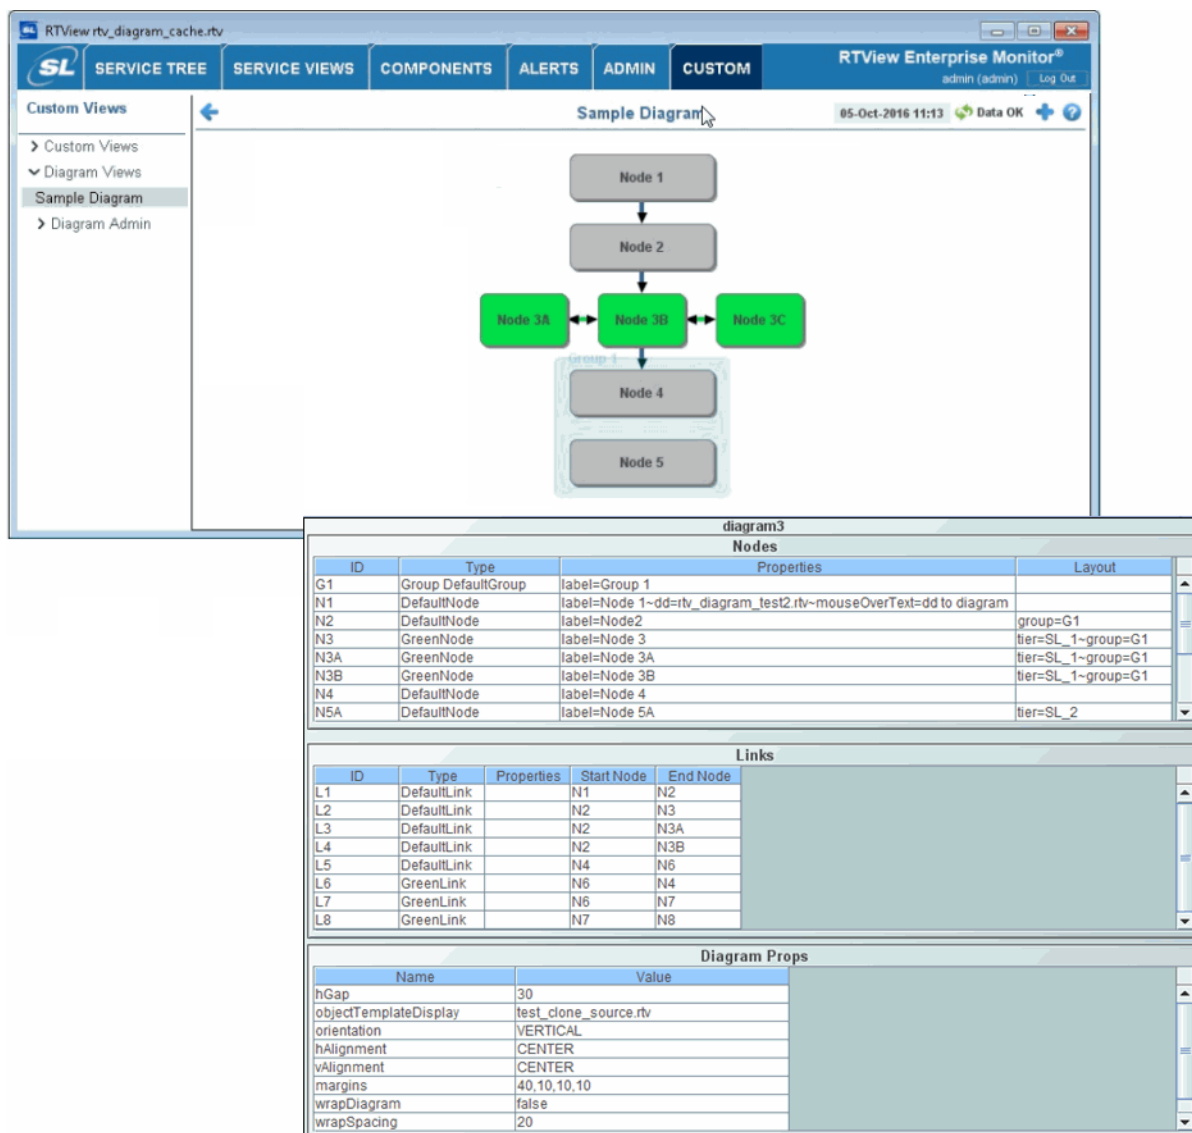 SL RTView rtv_diagram_cache.rtv
SL SERVICE TREE SERVICE VIEWS COMPONENTS ALERTS ADMIN CUSTOM RTView Enterprise Monitor®
admin (admin) Log Out
Custom Views
Sample Diagram
05-Oct-2016 11:13 Data OK ?
Custom Views
Diagram Views
Sample Diagram
Diagram Admin
Node 1
Node 2
Node 3A Node 3B Node 3C
Group 1
Node 4
Node 5
diagram3
Nodes
ID Type Properties Layout
G1 Group DefaultGroup label=Group 1
N1 DefaultNode label=Node 1~dd=rtv_diagram_test2.rtv~mouseOverText=dd to diagram
N2 DefaultNode label=Node2 group=G1
N3 GreenNode label=Node 3 tier=SL_1~group=G1
N3A GreenNode label=Node 3A tier=SL_1~group=G1
N3B GreenNode label=Node 3B tier=SL_1~group=G1
N4 DefaultNode label=Node 4
N5A DefaultNode label=Node 5A tier=SL_2
Links
ID Type Properties Start Node End Node
L1 DefaultLink N1 N2
L2 DefaultLink N2 N3
L3 DefaultLink N2 N3A
L4 DefaultLink N2 N3B
L5 DefaultLink N4 N6
L6 GreenLink N6 N4
L7 GreenLink N6 N7
L8 GreenLink N7 N8
Diagram Props
Name Value
hGap 30
objectTemplateDisplay test_clone_source.rtv
orientation VERTICAL
hAlignment CENTER
vAlignment CENTER
margins 40,10,10,10
wrapDiagram false
wrapSpacing 20